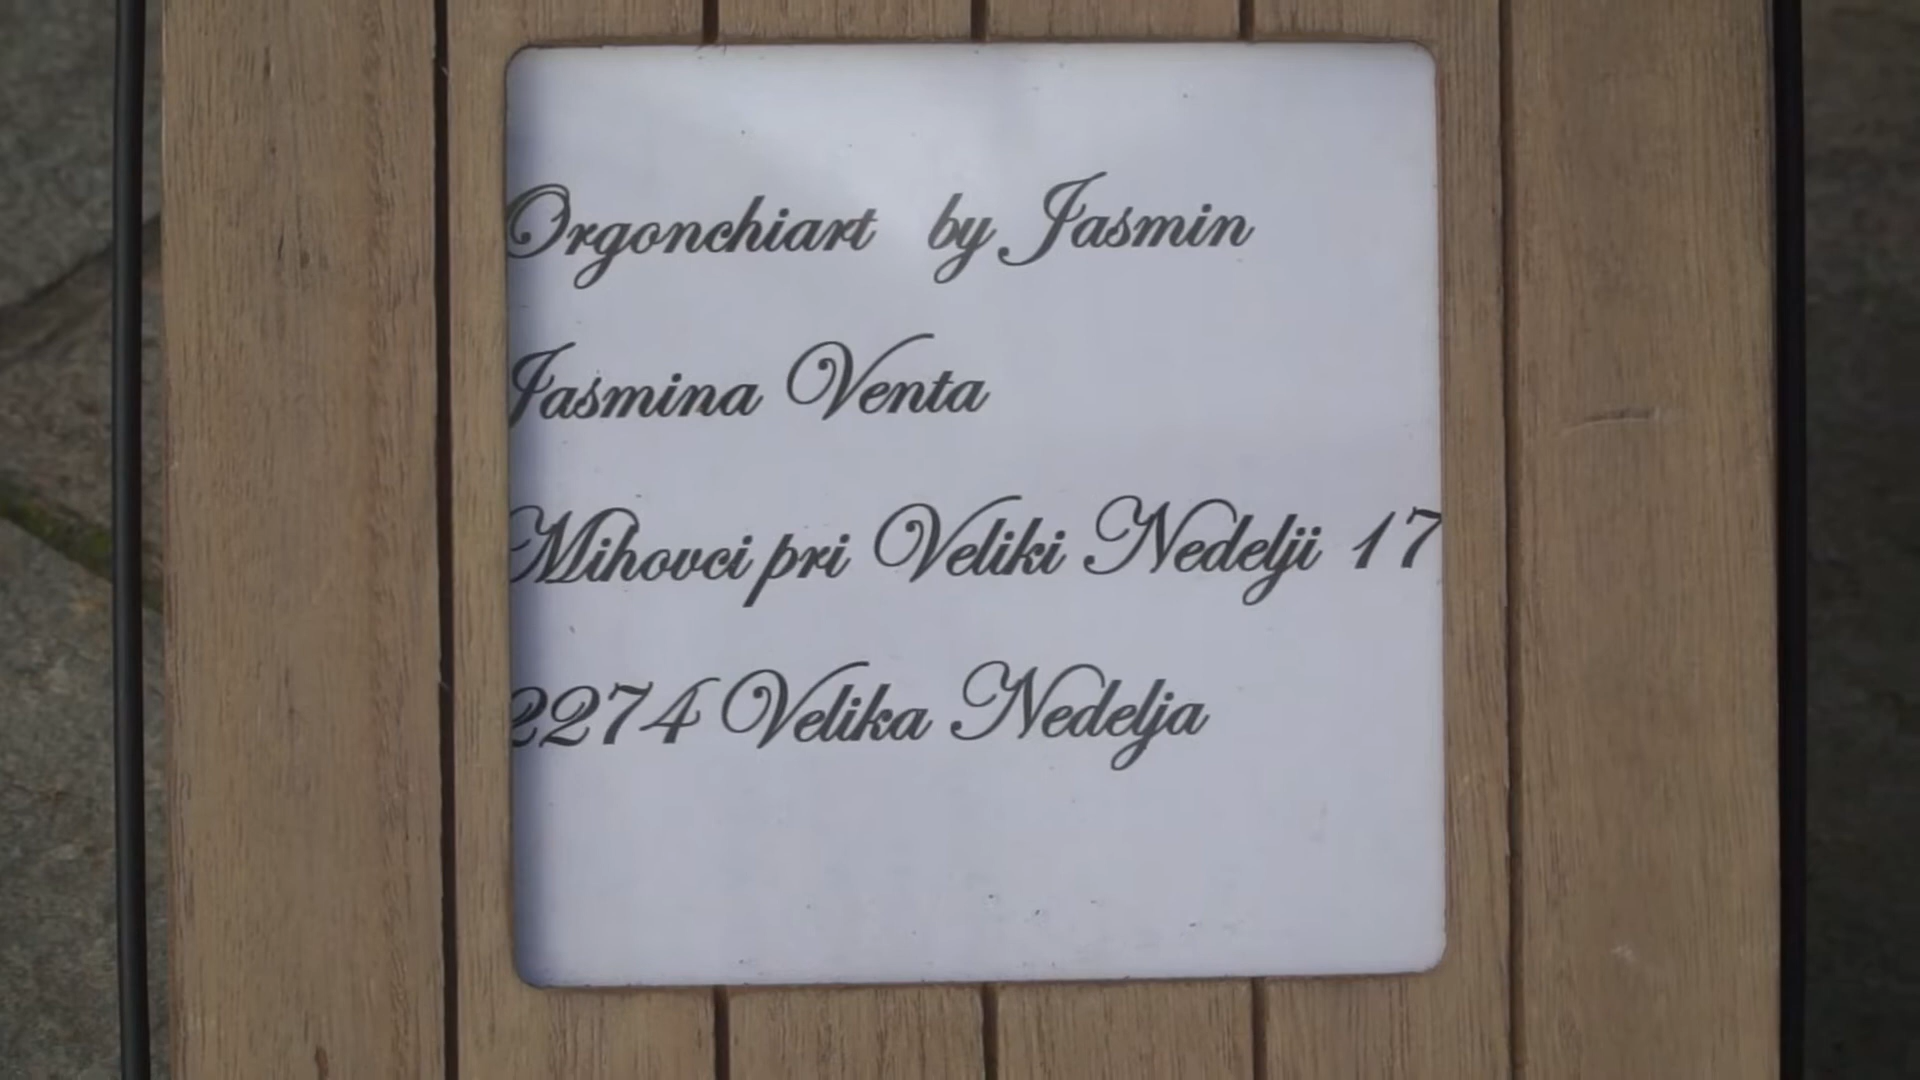 Orgonchiart by Jasmin
Jasmina Venta
Mihovci pri Veliki Nedelji 17
2274 Velika Nedelja